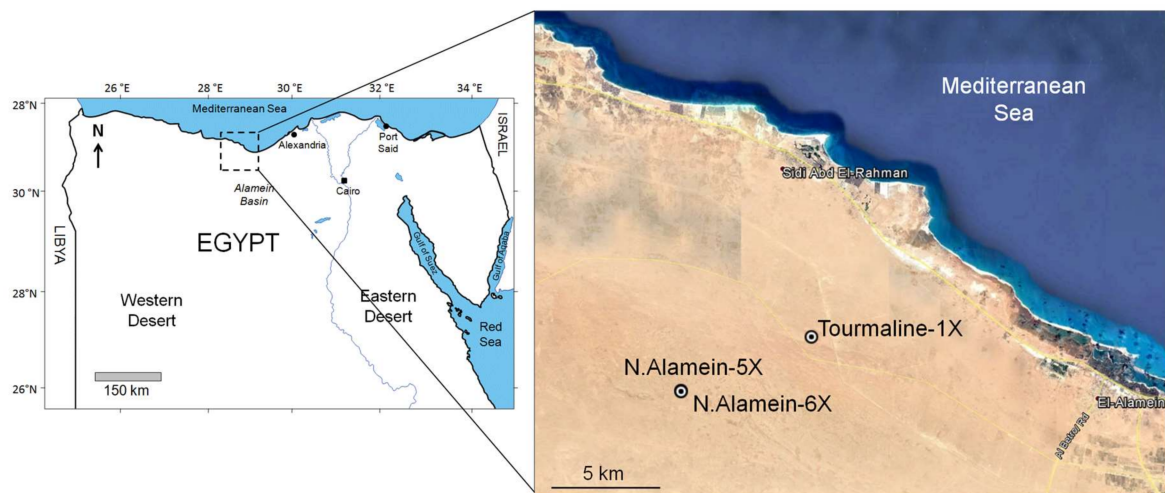 26°E
28°E
30°E
32°E
34°E
28°N
Mediterranean Sea
N
Alexandria
Port
Said
ISRAEL
Alamein
Basin
30°N
Cairo
LIBYA
EGYPT
Gulf of Suez
Gulf of Aqaba
28°N
Western
Desert
Eastern
Desert
Red
Sea
150 km
26°N
Mediterranean
Sea
Sidi Abd El-Rahman
Tourmaline-1X
N.Alamein-5X
N.Alamein-6X
El-Alamein
Al Betrol Rd
5 km